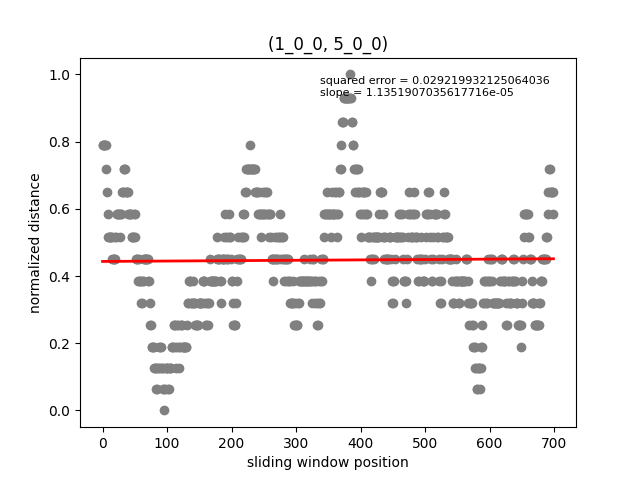 (1_0_0, 5_0_0)
squared error = 0.029219932125064036
slope = 1.1351907035617716e-05
1.0
0.8
0.6
0.4
0.2
0.0
normalized distance
0 100 200 300 400 500 600 700
sliding window position